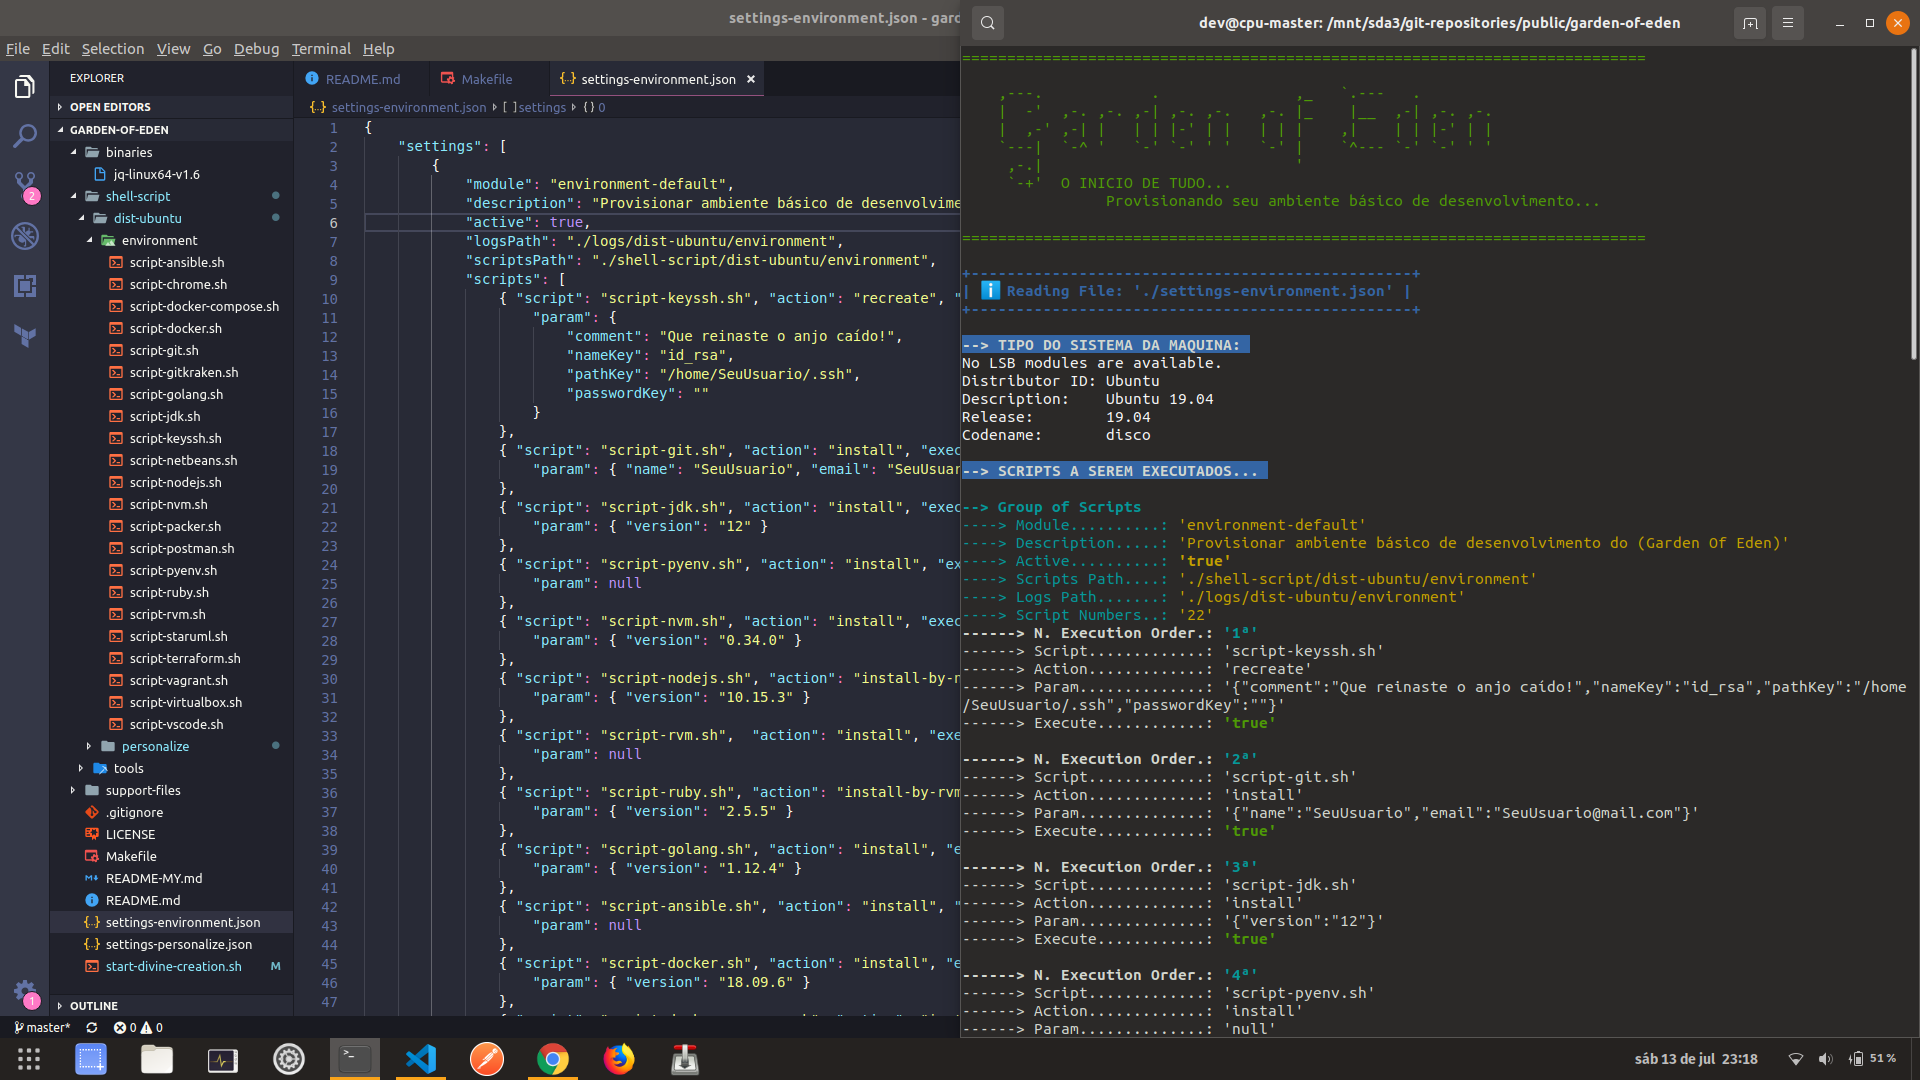 settings-environment.json - gard
File Edit Selection View Go Debug Terminal Help
EXPLORER
OPEN EDITORS
GARDEN-OF-EDEN
binaries
jq-linux64-v1.6
shell-script
dist-ubuntu
environment
script-ansible.sh
script-chrome.sh
script-docker-compose.sh
script-docker.sh
script-git.sh
script-gitkraken.sh
script-golang.sh
script-jdk.sh
script-keyssh.sh
script-netbeans.sh
script-nodejs.sh
script-nvm.sh
script-packer.sh
script-postman.sh
script-pyenv.sh
script-ruby.sh
script-rvm.sh
script-staruml.sh
script-terraform.sh
script-vagrant.sh
script-virtualbox.sh
script-vscode.sh
personalize
tools
support-files
.gitignore
LICENSE
Makefile
README-MY.md
README.md
settings-environment.json
settings-personalize.json
start-divine-creation.sh M
OUTLINE
2
1
README.md Makefile settings-environment.json ×
settings-environment.json ▸ [ ] settings ▸ { } 0
1 {
2 "settings": [
3 {
4 "module": "environment-default",
5 "description": "Provisionar ambiente básico de desenvolvime
6 "active": true,
7 "logsPath": "./logs/dist-ubuntu/environment",
8 "scriptsPath": "./shell-script/dist-ubuntu/environment",
9 "scripts": [
10 { "script": "script-keyssh.sh", "action": "recreate", "
11 "param": {
12 "comment": "Que reinaste o anjo caído!",
13 "nameKey": "id_rsa",
14 "pathKey": "/home/SeuUsuario/.ssh",
15 "passwordKey": ""
16 }
17 },
18 { "script": "script-git.sh", "action": "install", "exec
19 "param": { "name": "SeuUsuario", "email": "SeuUsuar
20 },
21 { "script": "script-jdk.sh", "action": "install", "exec
22 "param": { "version": "12" }
23 },
24 { "script": "script-pyenv.sh", "action": "install", "ex
25 "param": null
26 },
27 { "script": "script-nvm.sh", "action": "install", "exec
28 "param": { "version": "0.34.0" }
29 },
30 { "script": "script-nodejs.sh", "action": "install-by-n
31 "param": { "version": "10.15.3" }
32 },
33 { "script": "script-rvm.sh",  "action": "install", "exe
34 "param": null
35 },
36 { "script": "script-ruby.sh", "action": "install-by-rvm
37 "param": { "version": "2.5.5" }
38 },
39 { "script": "script-golang.sh", "action": "install", "e
40 "param": { "version": "1.12.4" }
41 },
42 { "script": "script-ansible.sh", "action": "install", "
43 "param": null
44 },
45 { "script": "script-docker.sh", "action": "install", "e
46 "param": { "version": "18.09.6" }
47 },
master* 0 0
dev@cpu-master: /mnt/sda3/git-repositories/public/garden-of-eden
============================================================================
Garden of Eden
O INICIO DE TUDO...
Provisionando seu ambiente básico de desenvolvimento...
============================================================================
+-------------------------------------------------+
| i Reading File: './settings-environment.json' |
+-------------------------------------------------+
--> TIPO DO SISTEMA DA MAQUINA:
No LSB modules are available.
Distributor ID: Ubuntu
Description: Ubuntu 19.04
Release: 19.04
Codename: disco
--> SCRIPTS A SEREM EXECUTADOS...
--> Group of Scripts
----> Module..........: 'environment-default'
----> Description.....: 'Provisionar ambiente básico de desenvolvimento do (Garden Of Eden)'
----> Active..........: 'true'
----> Scripts Path....: './shell-script/dist-ubuntu/environment'
----> Logs Path.......: './logs/dist-ubuntu/environment'
----> Script Numbers..: '22'
------> N. Execution Order.: '1ª'
------> Script.............: 'script-keyssh.sh'
------> Action.............: 'recreate'
------> Param..............: '{"comment":"Que reinaste o anjo caído!","nameKey":"id_rsa","pathKey":"/home
/SeuUsuario/.ssh","passwordKey":""}'
------> Execute............: 'true'
------> N. Execution Order.: '2ª'
------> Script.............: 'script-git.sh'
------> Action.............: 'install'
------> Param..............: '{"name":"SeuUsuario","email":"SeuUsuario@mail.com"}'
------> Execute............: 'true'
------> N. Execution Order.: '3ª'
------> Script.............: 'script-jdk.sh'
------> Action.............: 'install'
------> Param..............: '{"version":"12"}'
------> Execute............: 'true'
------> N. Execution Order.: '4ª'
------> Script.............: 'script-pyenv.sh'
------> Action.............: 'install'
------> Param..............: 'null'
sáb 13 de jul 23:18
51 %